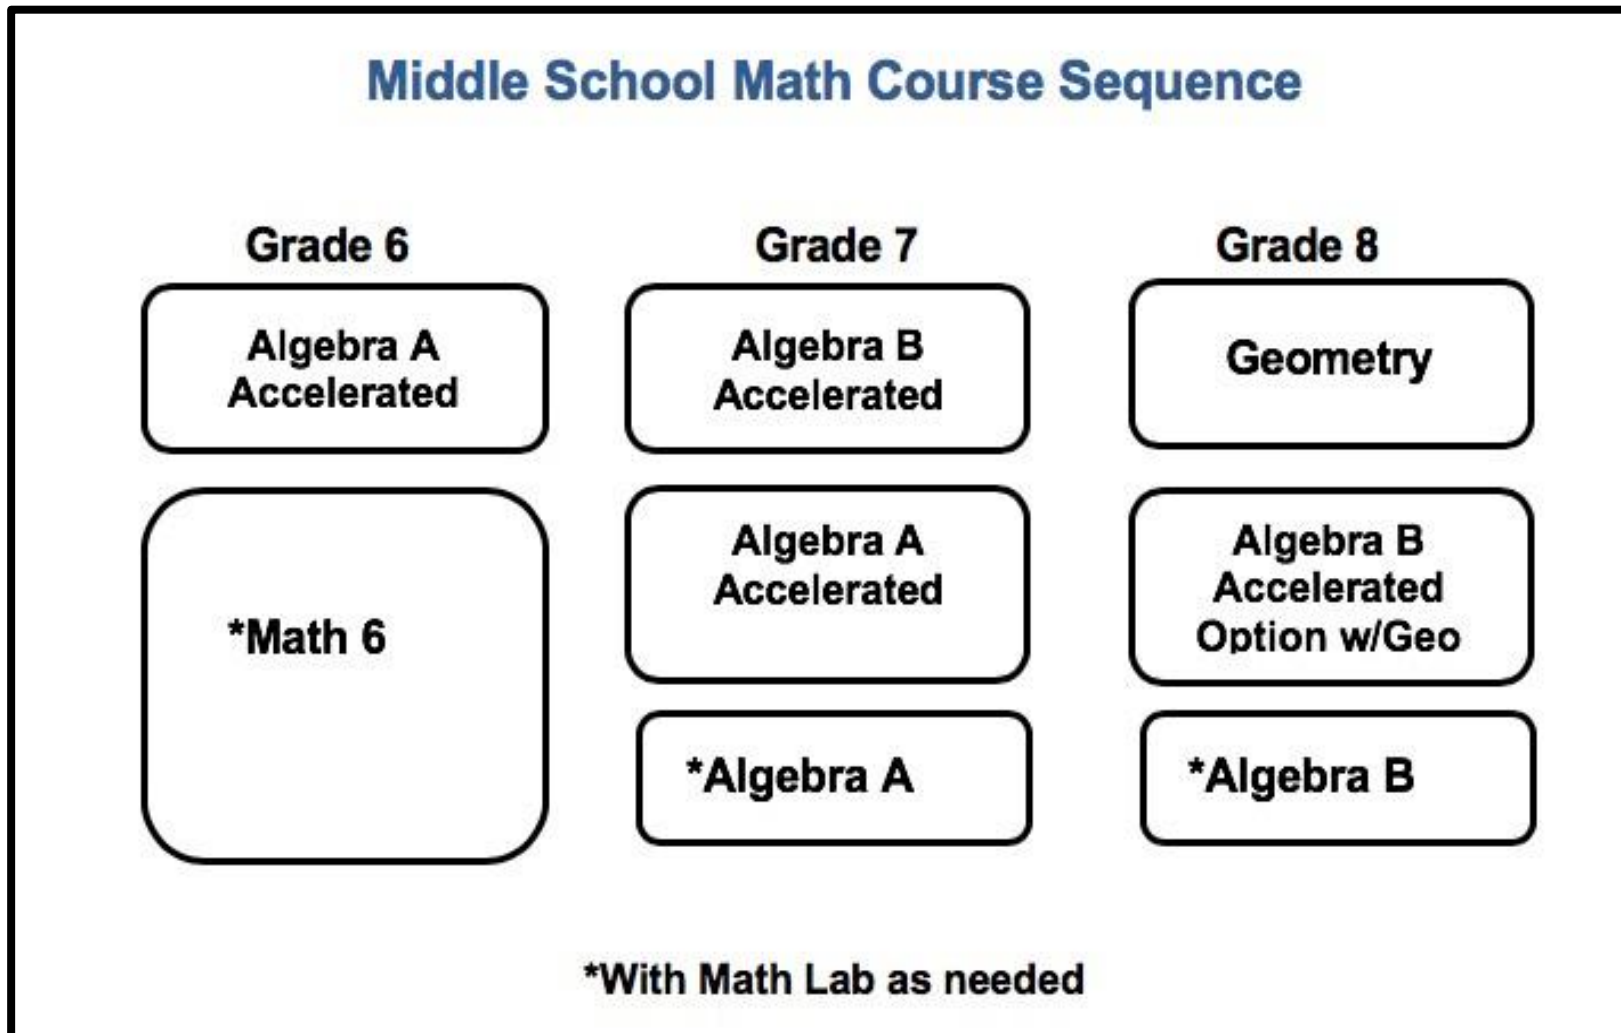 Middle School Math Course Sequence
Grade 6
Grade 7
Grade 8
Algebra A
Accelerated
Algebra B
Accelerated
Geometry
*Math 6
Algebra A
Accelerated
Algebra B
Accelerated
Option w/Geo
*Algebra A
*Algebra B
*With Math Lab as needed